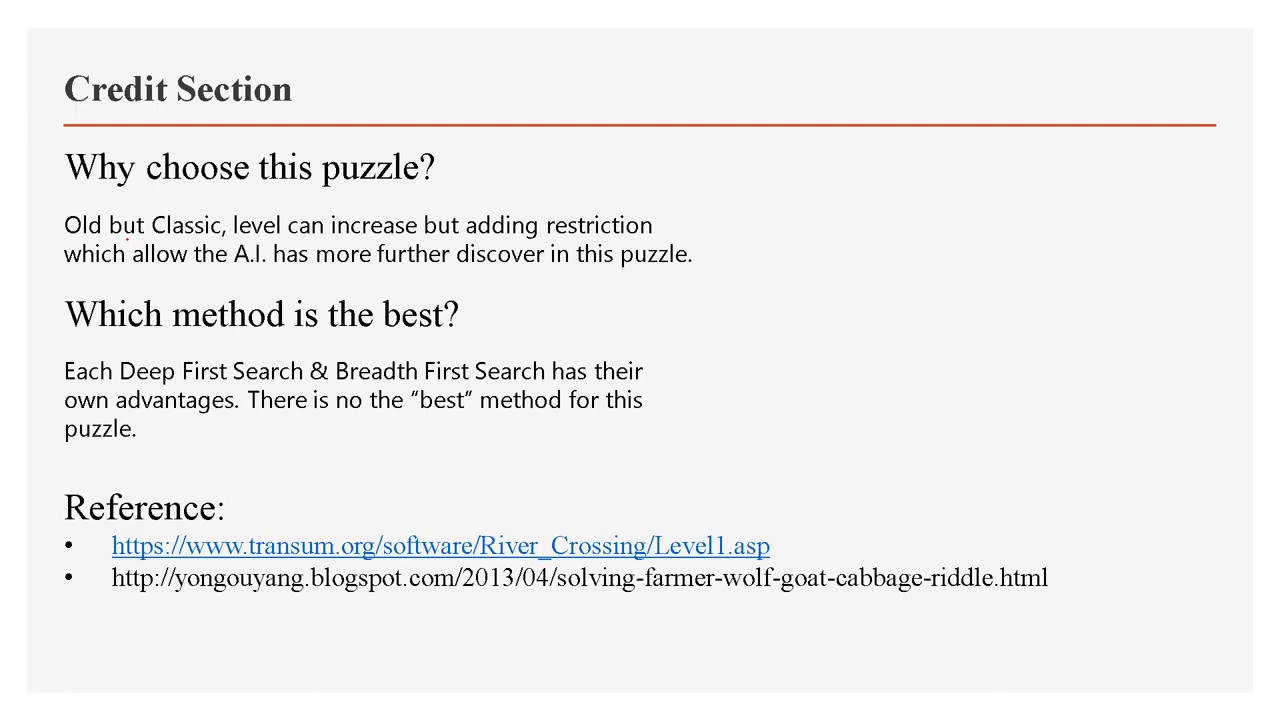 Credit Section
Why choose this puzzle?
Old but Classic, level can increase but adding restriction
which allow the A.I. has more further discover in this puzzle.
Which method is the best?
Each Deep First Search & Breadth First Search has their
own advantages. There is no the “best” method for this
puzzle.
Reference:
• https://www.transum.org/software/River_Crossing/Level1.asp
• http://yongouyang.blogspot.com/2013/04/solving-farmer-wolf-goat-cabbage-riddle.html